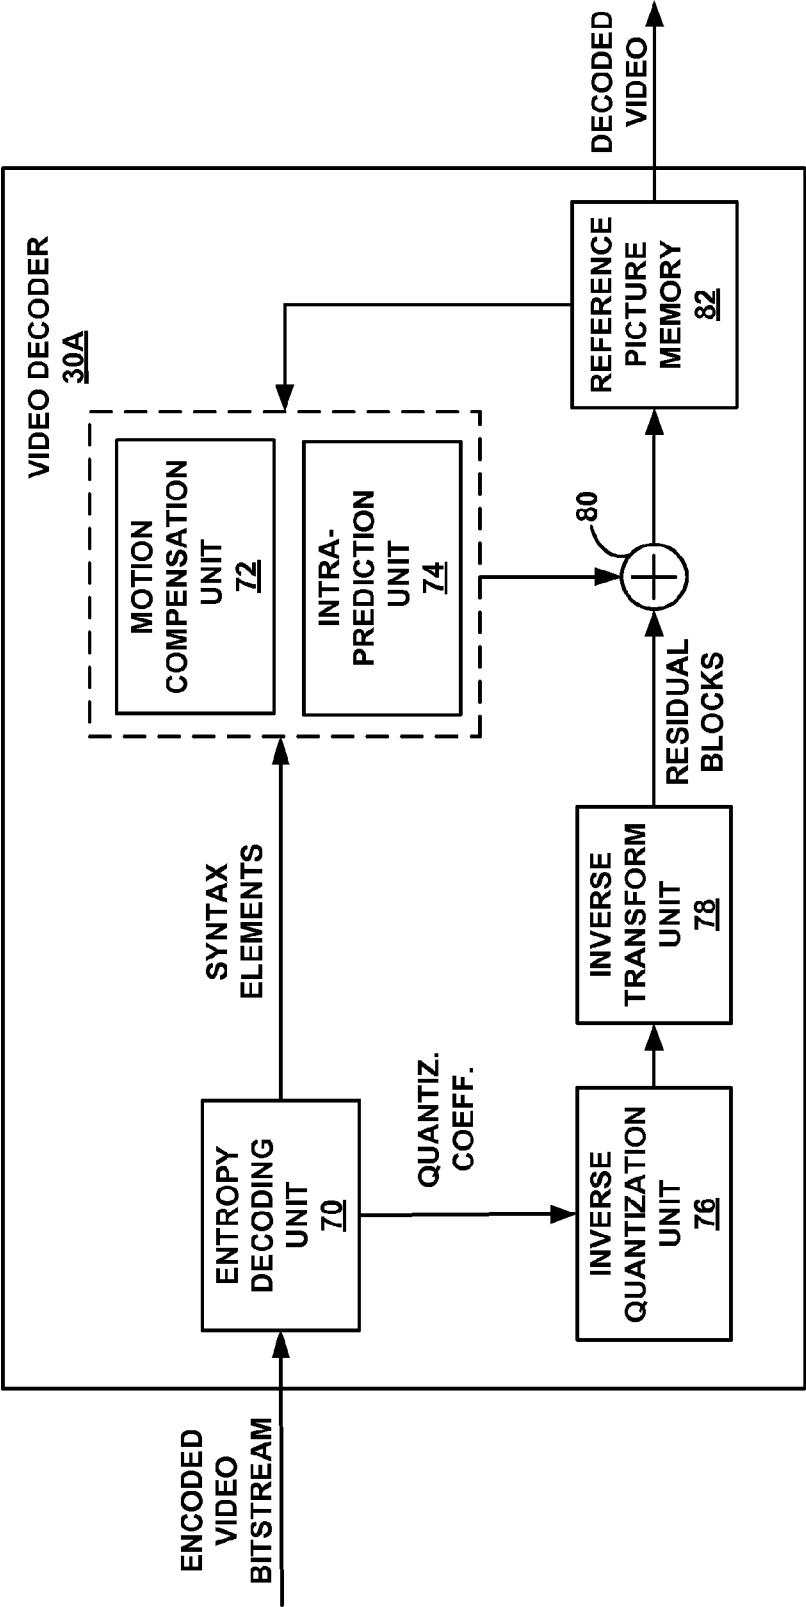 VIDEO DECODER
30A
MOTION
COMPENSATION
UNIT
72
INTRA-
PREDICTION
UNIT
74
SYNTAX
ELEMENTS
ENTROPY
DECODING
UNIT
70
ENCODED
VIDEO
BITSTREAM
QUANTIZ.
COEFF.
INVERSE
QUANTIZATION
UNIT
76
INVERSE
TRANSFORM
UNIT
78
RESIDUAL
BLOCKS
80
REFERENCE
PICTURE
MEMORY
82
DECODED
VIDEO